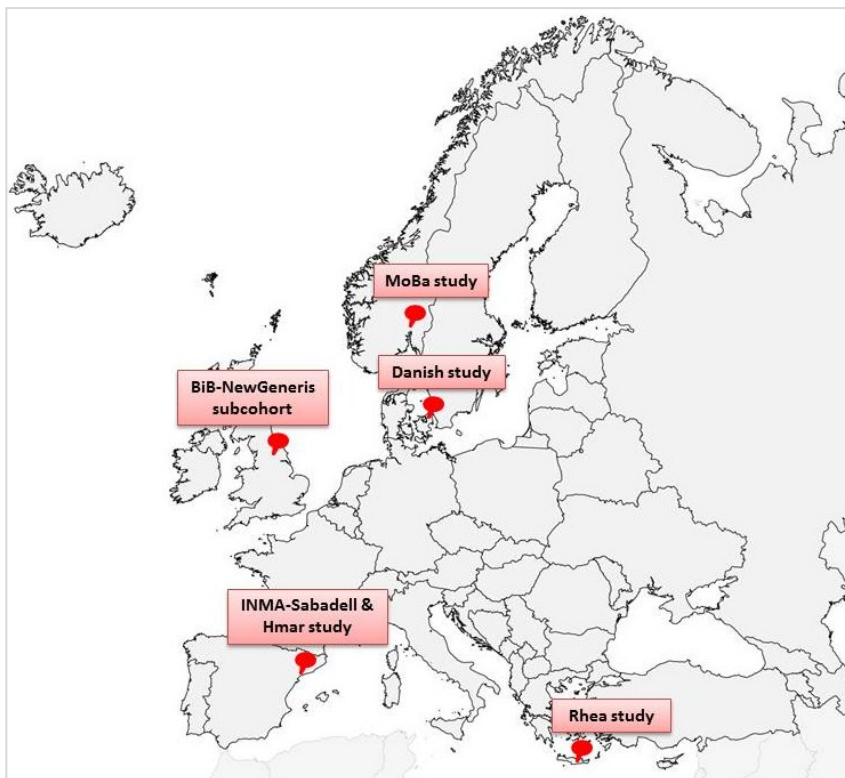 MoBa study
Danish study
BiB-NewGeneris
subcohort
INMA-Sabadell &
Hmar study
Rhea study